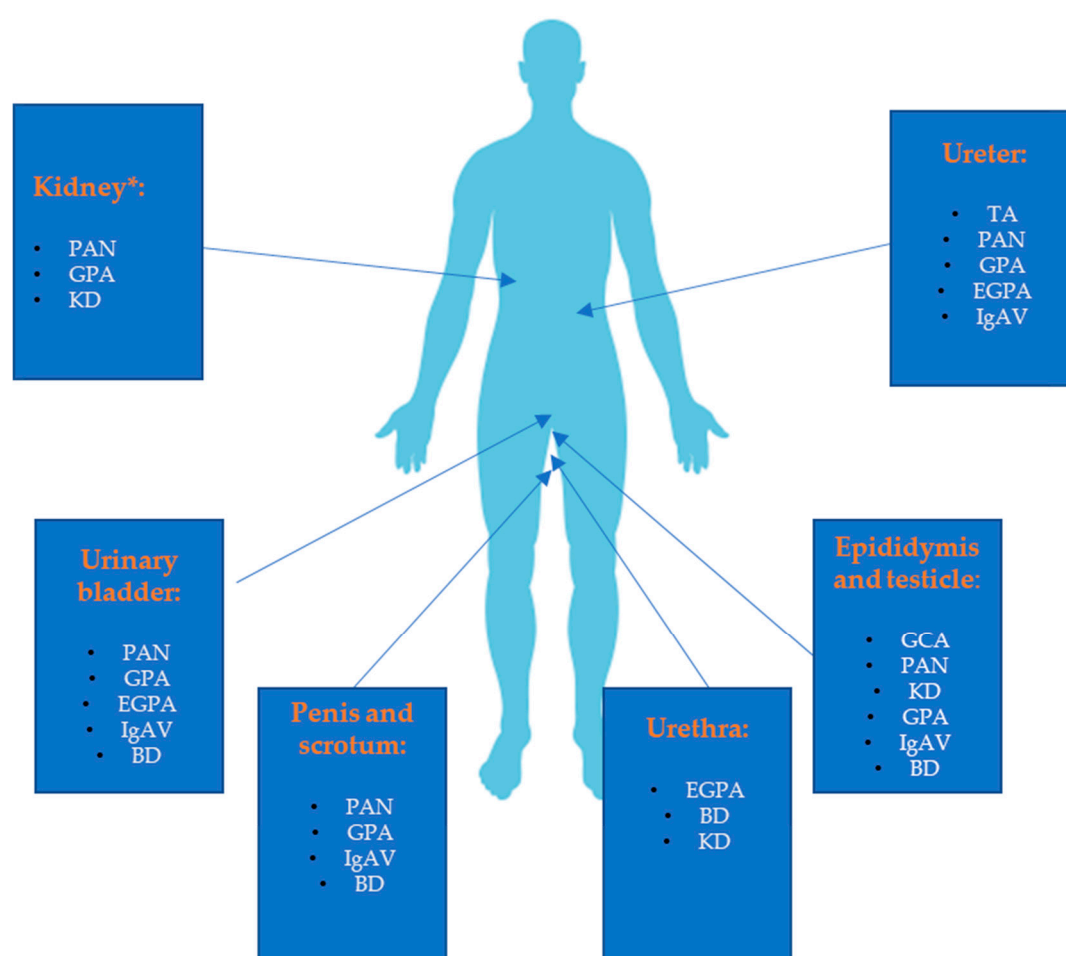 Kidney*:
• PAN
• GPA
• KD
Ureter:
• TA
• PAN
• GPA
• EGPA
• IgAV
Urinary
bladder:
• PAN
• GPA
• EGPA
• IgAV
• BD
Penis and
scrotum:
• PAN
• GPA
• IgAV
• BD
Urethra:
• EGPA
• BD
• KD
Epididymis
and testicle:
• GCA
• PAN
• KD
• GPA
• IgAV
• BD